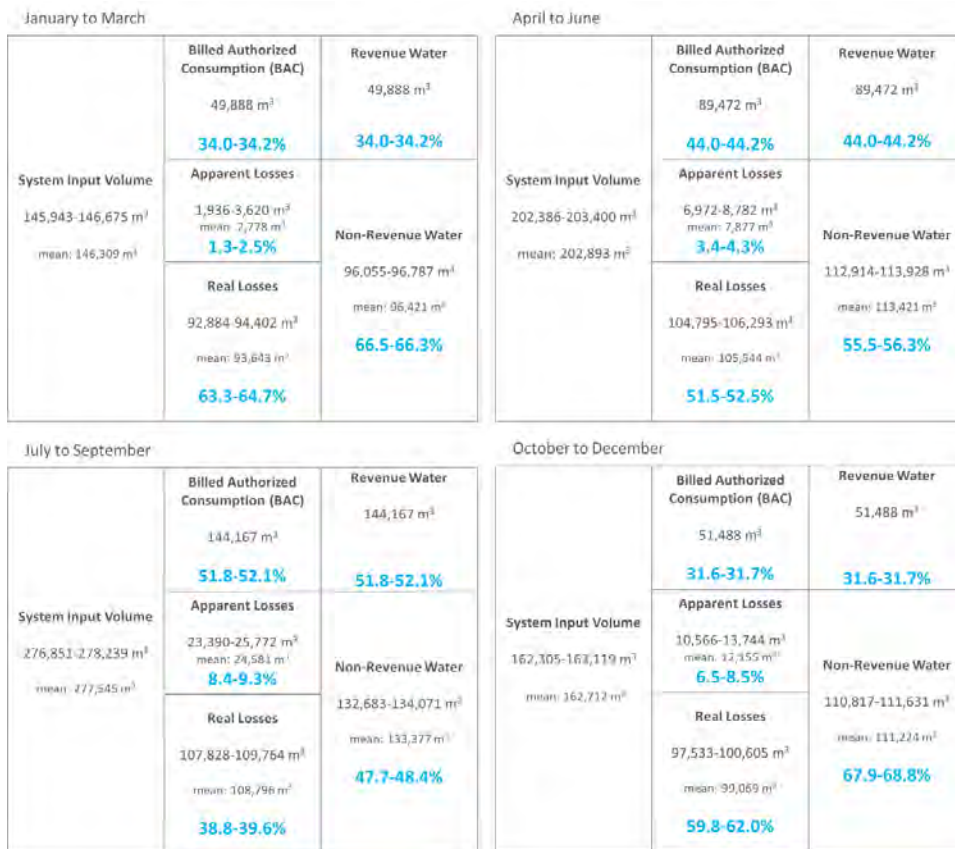 January to March
Billed Authorized
Consumption (BAC)
49,888 m³
34.0-34.2%
Revenue Water
49,888 m³
34.0-34.2%
System Input Volume
145,943-146,675 m³
mean: 146,309 m³
Apparent Losses
1,936-3,620 m³
mean: 2,778 m³
1.3-2.5%
Non-Revenue Water
96,055-96,787 m³
mean: 96,421 m³
66.5-66.3%
Real Losses
92,884-94,402 m³
mean: 93,643 m³
63.3-64.7%
April to June
Billed Authorized
Consumption (BAC)
89,472 m³
44.0-44.2%
Revenue Water
89,472 m³
44.0-44.2%
System Input Volume
202,386-203,400 m³
mean: 202,893 m³
Apparent Losses
6,972-8,782 m³
mean: 7,877 m³
3.4-4.3%
Non-Revenue Water
112,914-113,928 m³
mean: 113,421 m³
55.5-56.3%
Real Losses
104,795-106,293 m³
mean: 105,544 m³
51.5-52.5%
July to September
Billed Authorized
Consumption (BAC)
144,167 m³
51.8-52.1%
Revenue Water
144,167 m³
51.8-52.1%
System Input Volume
276,851-278,239 m³
mean: 277,545 m³
Apparent Losses
23,390-25,772 m³
mean: 24,581 m³
8.4-9.3%
Non-Revenue Water
132,683-134,071 m³
mean: 133,377 m³
47.7-48.4%
Real Losses
107,828-109,764 m³
mean: 108,796 m³
38.8-39.6%
October to December
Billed Authorized
Consumption (BAC)
51,488 m³
31.6-31.7%
Revenue Water
51,488 m³
31.6-31.7%
System Input Volume
162,305-163,119 m³
mean: 162,712 m³
Apparent Losses
10,566-13,744 m³
mean: 12,155 m³
6.5-8.5%
Non-Revenue Water
110,817-111,631 m³
mean: 111,224 m³
67.9-68.8%
Real Losses
97,533-100,605 m³
mean: 99,069 m³
59.8-62.0%